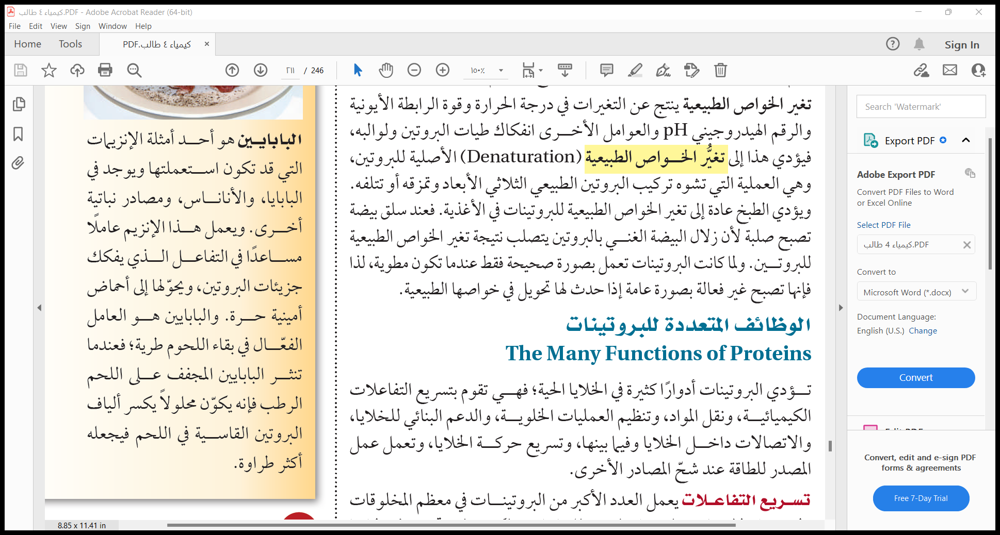 كيمياء ٤ طالب.PDF - Adobe Acrobat Reader (64-bit)
File Edit View Sign Window Help
Home Tools كيمياء ٤ طالب.PDF × Sign In
٢١١ / 246 ١٥٠٪
تغير الخواص الطبيعية ينتج عن التغيرات في درجة الحرارة وقوة الرابطة الأيونية
والرقم الهيدروجيني pH والعوامل الأخرى انفكاك طيات البروتين ولوالبه،
فيؤدي هذا إلى تغيُّر الخواص الطبيعية (Denaturation) الأصلية للبروتين،
وهي العملية التي تشوه تركيب البروتين الطبيعي الثلاثي الأبعاد وتمزقه أو تتلفه.
ويؤدي الطبخ عادة إلى تغير الخواص الطبيعية للبروتينات في الأغذية. فعند سلق بيضة
تصبح صلبة لأن زلال البيضة الغني بالبروتين يتصلب نتيجة تغير الخواص الطبيعية
للبروتين. ولما كانت البروتينات تعمل بصورة صحيحة فقط عندما تكون مطوية، لذا
فإنها تصبح غير فعالة بصورة عامة إذا حدث لها تحويل في خواصها الطبيعية.
الوظائف المتعددة للبروتينات
The Many Functions of Proteins
تؤدي البروتينات أدوارًا كثيرة في الخلايا الحية؛ فهي تقوم بتسريع التفاعلات
الكيميائية، ونقل المواد، وتنظيم العمليات الخلوية، والدعم البنائي للخلايا،
والاتصالات داخل الخلايا وفيما بينها، وتسريع حركة الخلايا، وتعمل عمل
المصدر للطاقة عند شحّ المصادر الأخرى.
تسريع التفاعلات يعمل العدد الأكبر من البروتينات في معظم المخلوقات
البابايين هو أحد أمثلة الإنزيمات
التي قد تكون استعملتها ويوجد في
البابايا، والأناناس، ومصادر نباتية
أخرى. ويعمل هذا الإنزيم عاملًا
مساعدًا في التفاعل الذي يفكك
جزيئات البروتين، ويحوّلها إلى أحماض
أمينية حرة. والبابايين هو العامل
الفعّال في بقاء اللحوم طرية؛ فعندما
تنثر البابايين المجفف على اللحم
الرطب فإنه يكوّن محلولاً يكسر ألياف
البروتين القاسية في اللحم فيجعله
أكثر طراوة.
8.85 x 11.41 in
Search 'Watermark'
Export PDF
Adobe Export PDF
Convert PDF Files to Word
or Excel Online
Select PDF File
كيمياء 4 طالب.PDF
Convert to
Microsoft Word (*.docx)
Document Language:
English (U.S.) Change
Convert
Convert, edit and e-sign PDF
forms & agreements
Free 7-Day Trial